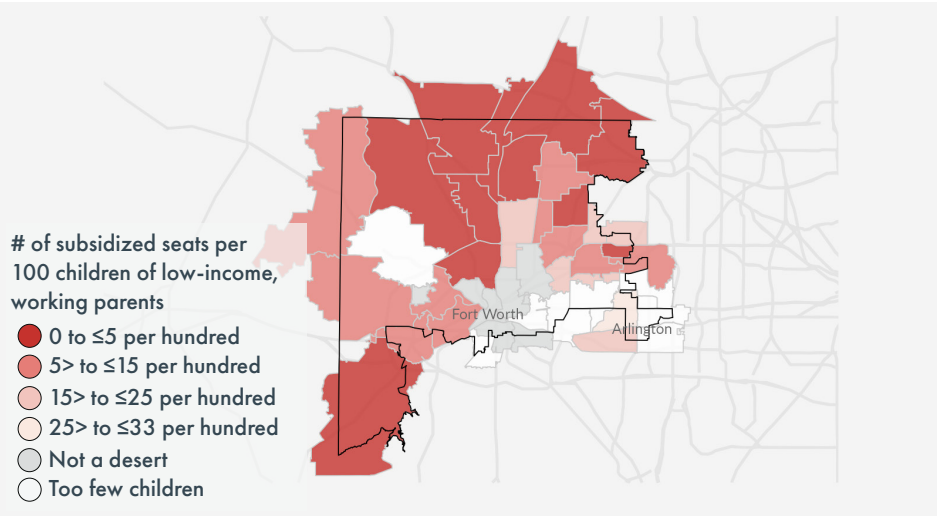 # of subsidized seats per
100 children of low-income,
working parents
0 to ≤5 per hundred
5> to ≤15 per hundred
15> to ≤25 per hundred
25> to ≤33 per hundred
Not a desert
Too few children
Fort Worth
Arlington